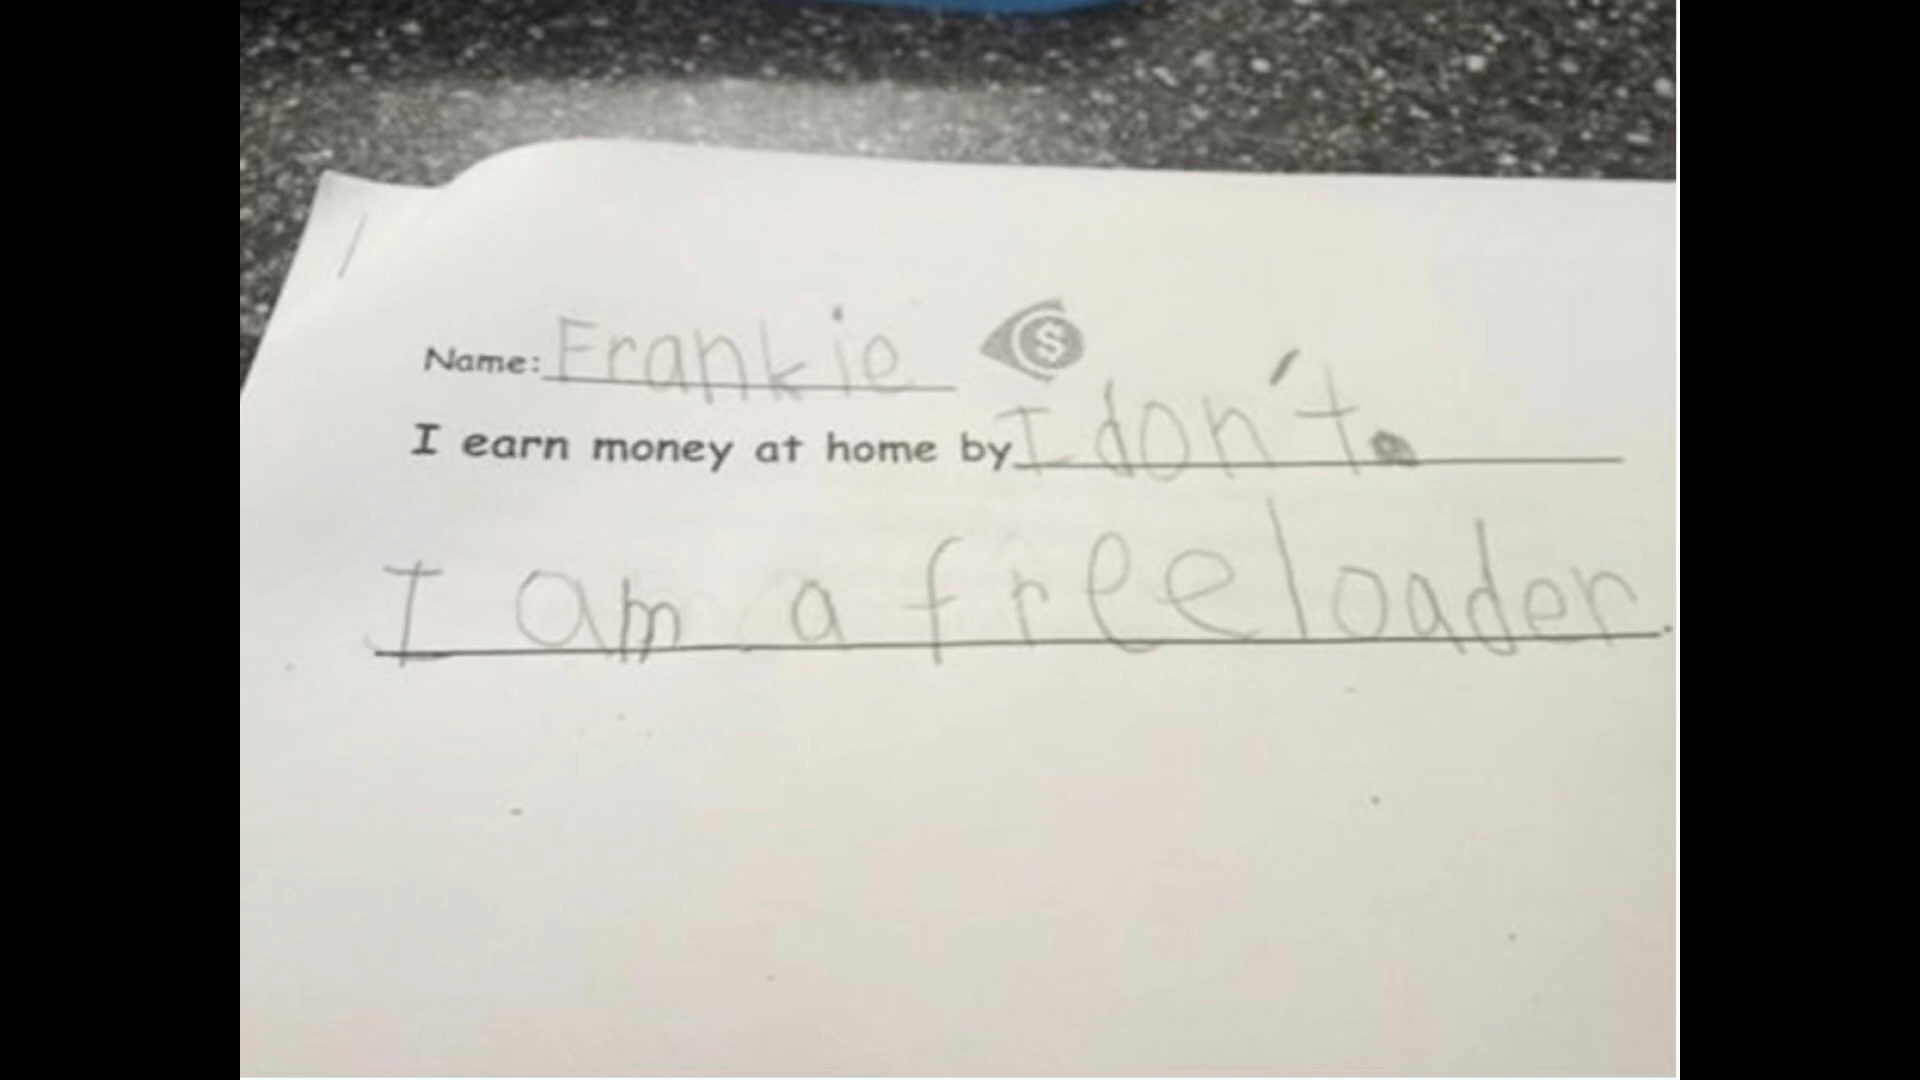 Name: Frankie $
I earn money at home by I don't.
I am a freeloader.